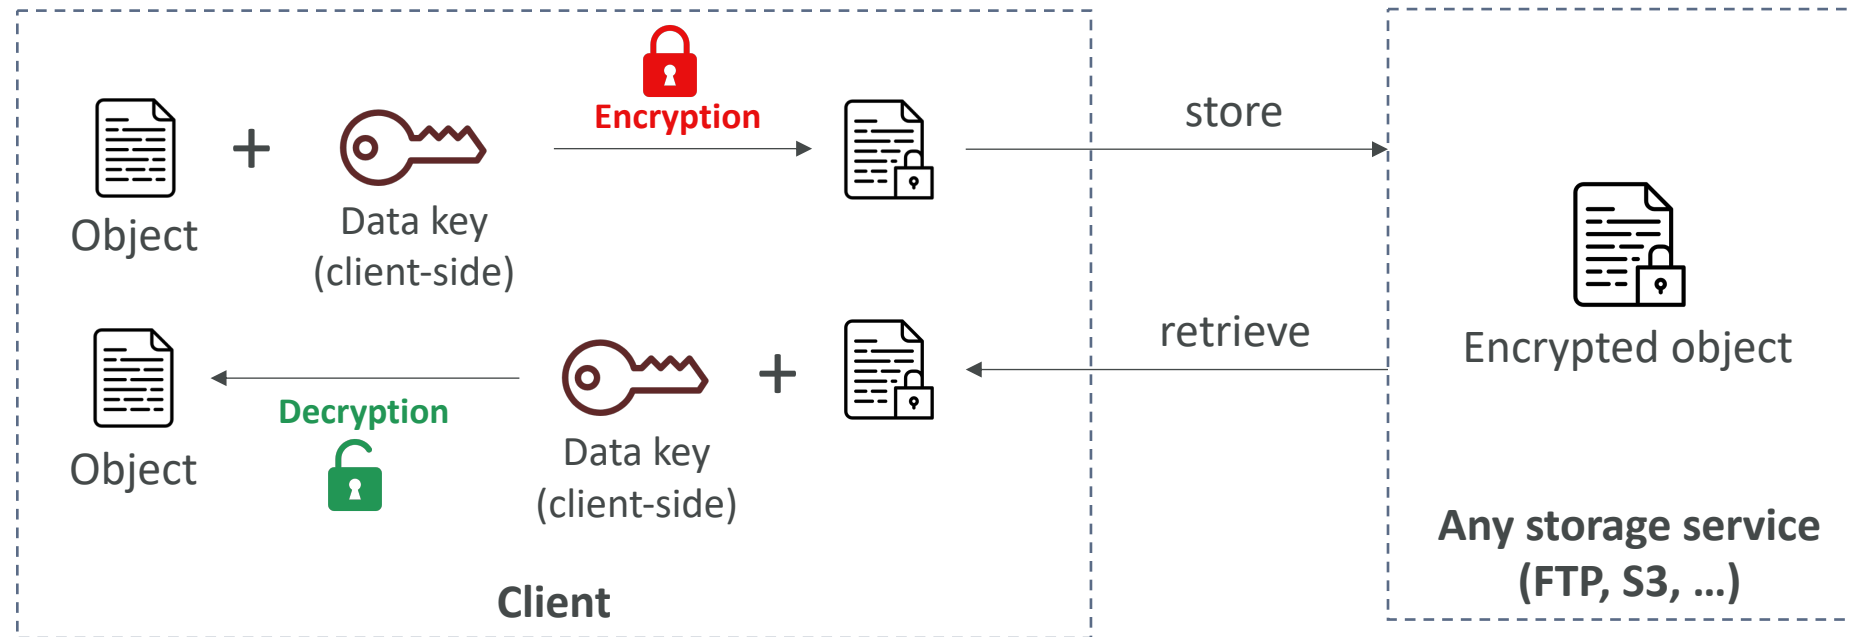 Encryption
store
Object
Data key
(client-side)
retrieve
Encrypted object
Decryption
Object
Data key
(client-side)
Any storage service
(FTP, S3, …)
Client